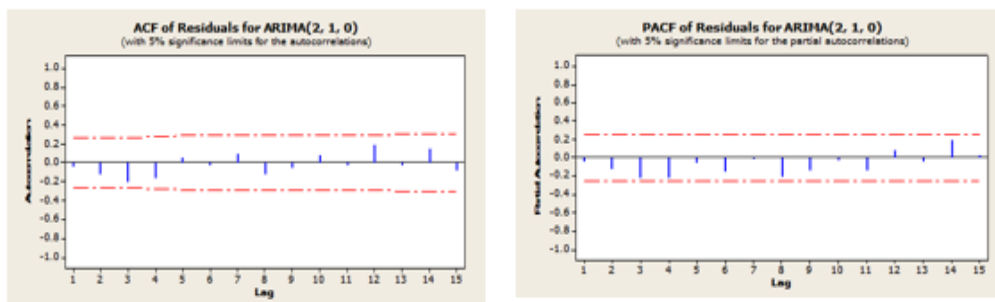 ACF of Residuals for ARIMA(2, 1, 0)
(with 5% significance limits for the autocorrelations)
1.0
0.8
0.6
0.4
0.2
0.0
-0.2
-0.4
-0.6
-0.8
-1.0
Autocorrelation
1 2 3 4 5 6 7 8 9 10 11 12 13 14 15
Lag
PACF of Residuals for ARIMA(2, 1, 0)
(with 5% significance limits for the partial autocorrelations)
1.0
0.8
0.6
0.4
0.2
0.0
-0.2
-0.4
-0.6
-0.8
-1.0
Partial Autocorrelation
1 2 3 4 5 6 7 8 9 10 11 12 13 14 15
Lag